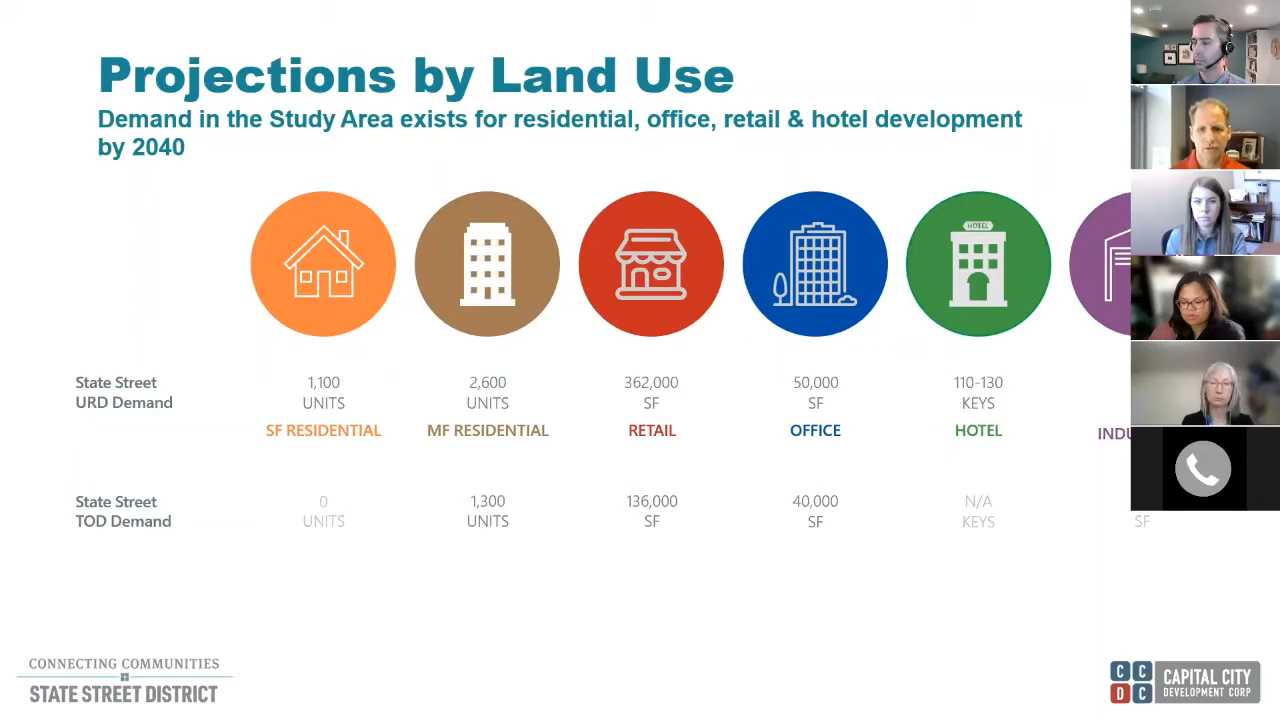 Projections by Land Use
Demand in the Study Area exists for residential, office, retail & hotel development
by 2040
HOTEL
State Street
URD Demand
1,100
UNITS
2,600
UNITS
362,000
SF
50,000
SF
110-130
KEYS
SF RESIDENTIAL
MF RESIDENTIAL
RETAIL
OFFICE
HOTEL
State Street
TOD Demand
0
UNITS
1,300
UNITS
136,000
SF
40,000
SF
N/A
KEYS
SF
CONNECTING COMMUNITIES
STATE STREET DISTRICT
CC
DC
CAPITAL CITY
DEVELOPMENT CORP